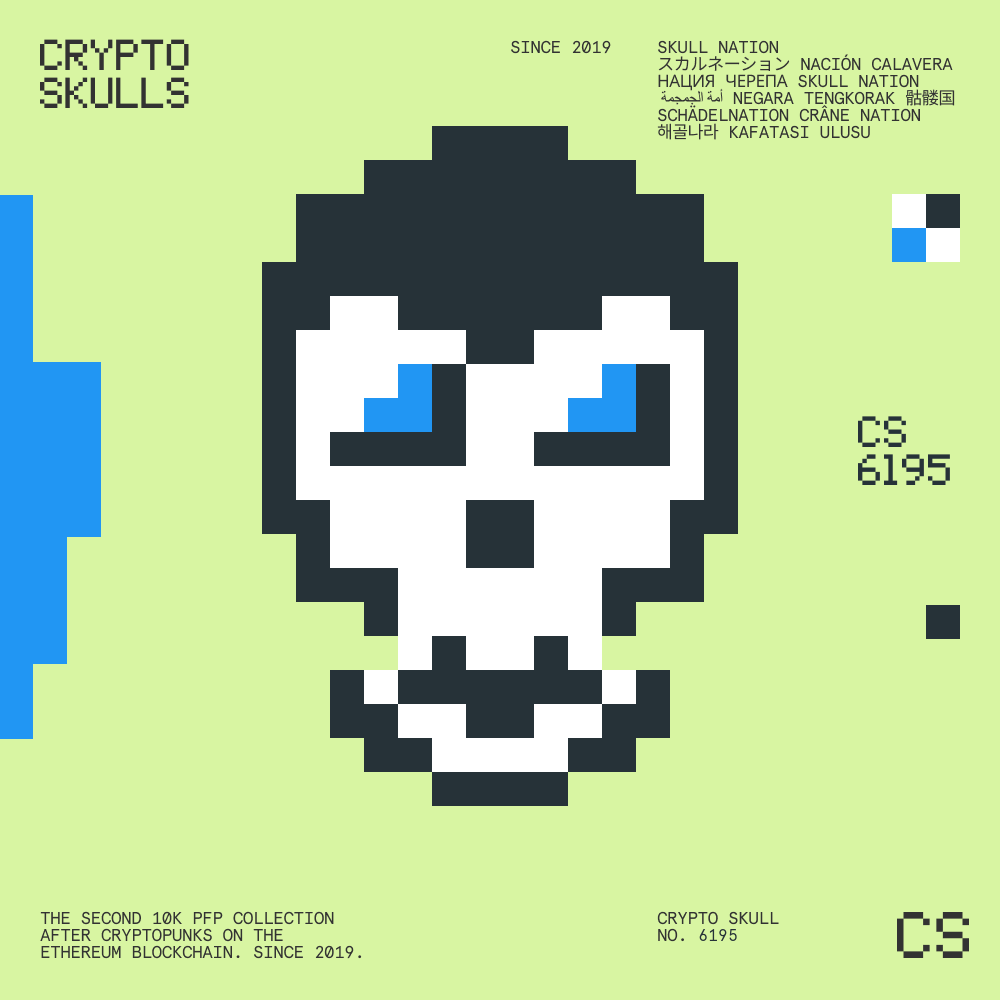 CRYPTO
SKULLS
SINCE 2019
SKULL NATION
スカルネーション NACIÓN CALAVERA
НАЦИЯ ЧЕРЕПА SKULL NATION
أمة الجمجمة NEGARA TENGKORAK 骷髅国
SCHÄDELNATION CRÂNE NATION
해골나라 KAFATASI ULUSU
CS
6195
THE SECOND 10K PFP COLLECTION
AFTER CRYPTOPUNKS ON THE
ETHEREUM BLOCKCHAIN. SINCE 2019.
CRYPTO SKULL
NO. 6195
CS